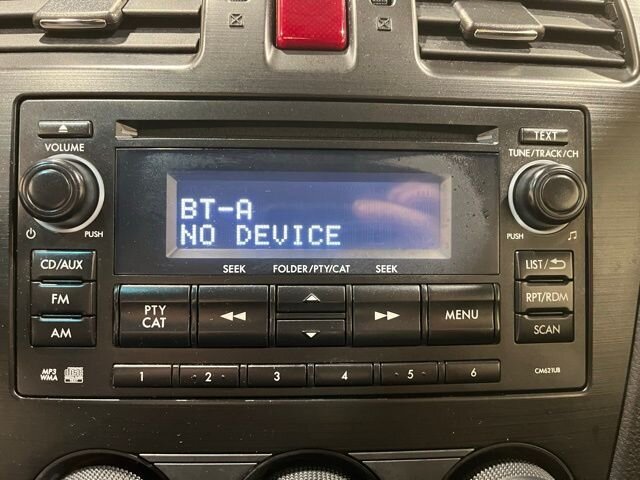 TEXT
VOLUME
TUNE/TRACK/CH
BT-A
NO DEVICE
PUSH
PUSH
SEEK FOLDER/PTY/CAT SEEK
CD/AUX
FM
AM
PTY
CAT
MENU
LIST/
RPT/RDM
SCAN
MP3
WMA
1 2 3 4 5 6
CM621UB